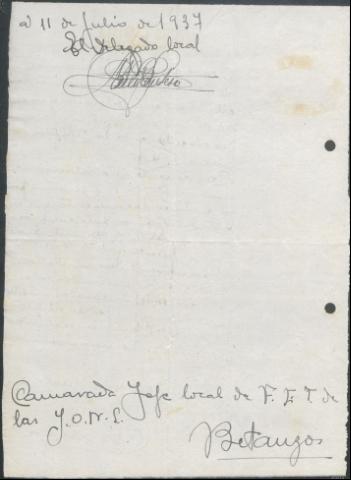 a 11 de Julio de 1937
El delegado local
Camarada Jefe local de F. E. T. de
las J.O.N.S.
Betanzos